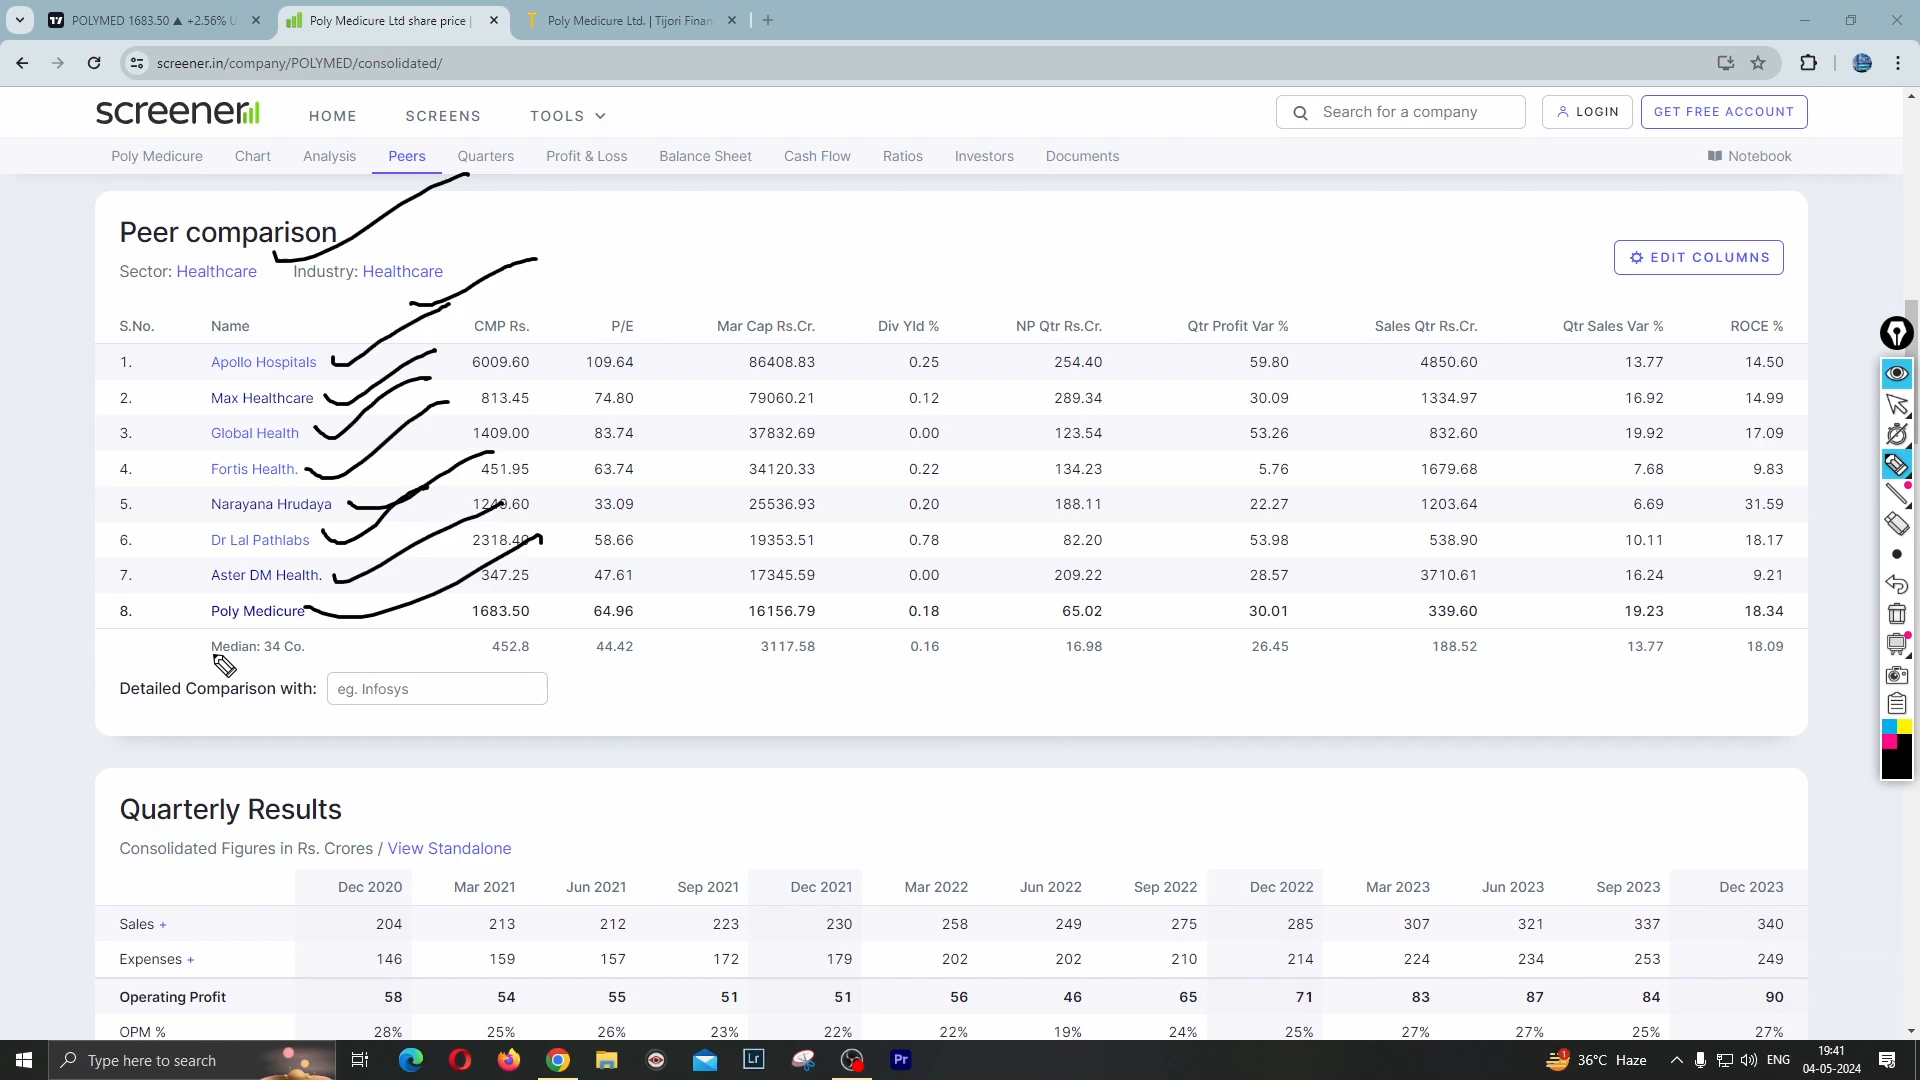 POLYMED 1683.50 ▲ +2.56% U
Poly Medicure Ltd share price |
Poly Medicure Ltd. | Tijori Finan
screener.in/company/POLYMED/consolidated/
screener
HOME SCREENS TOOLS
Search for a company
LOGIN
GET FREE ACCOUNT
Poly Medicure Chart Analysis Peers Quarters Profit & Loss Balance Sheet Cash Flow Ratios Investors Documents Notebook
Peer comparison
Sector: Healthcare Industry: Healthcare
EDIT COLUMNS
S.No. Name CMP Rs. P/E Mar Cap Rs.Cr. Div Yld % NP Qtr Rs.Cr. Qtr Profit Var % Sales Qtr Rs.Cr. Qtr Sales Var % ROCE %
1. Apollo Hospitals 6009.60 109.64 86408.83 0.25 254.40 59.80 4850.60 13.77 14.50
2. Max Healthcare 813.45 74.80 79060.21 0.12 289.34 30.09 1334.97 16.92 14.99
3. Global Health 1409.00 83.74 37832.69 0.00 123.54 53.26 832.60 19.92 17.09
4. Fortis Health. 451.95 63.74 34120.33 0.22 134.23 5.76 1679.68 7.68 9.83
5. Narayana Hrudaya 1249.60 33.09 25536.93 0.20 188.11 22.27 1203.64 6.69 31.59
6. Dr Lal Pathlabs 2318.40 58.66 19353.51 0.78 82.20 53.98 538.90 10.11 18.17
7. Aster DM Health. 347.25 47.61 17345.59 0.00 209.22 28.57 3710.61 16.24 9.21
8. Poly Medicure 1683.50 64.96 16156.79 0.18 65.02 30.01 339.60 19.23 18.34
Median: 34 Co. 452.8 44.42 3117.58 0.16 16.98 26.45 188.52 13.77 18.09
Detailed Comparison with: eg. Infosys
Quarterly Results
Consolidated Figures in Rs. Crores / View Standalone
Dec 2020 Mar 2021 Jun 2021 Sep 2021 Dec 2021 Mar 2022 Jun 2022 Sep 2022 Dec 2022 Mar 2023 Jun 2023 Sep 2023 Dec 2023
Sales + 204 213 212 223 230 258 249 275 285 307 321 337 340
Expenses + 146 159 157 172 179 202 202 210 214 224 234 253 249
Operating Profit 58 54 55 51 51 56 46 65 71 83 87 84 90
OPM % 28% 25% 26% 23% 22% 22% 19% 24% 25% 27% 27% 25% 27%
Type here to search
Lr
Pr
1
36°C Haze
ENG
19:41
04-05-2024